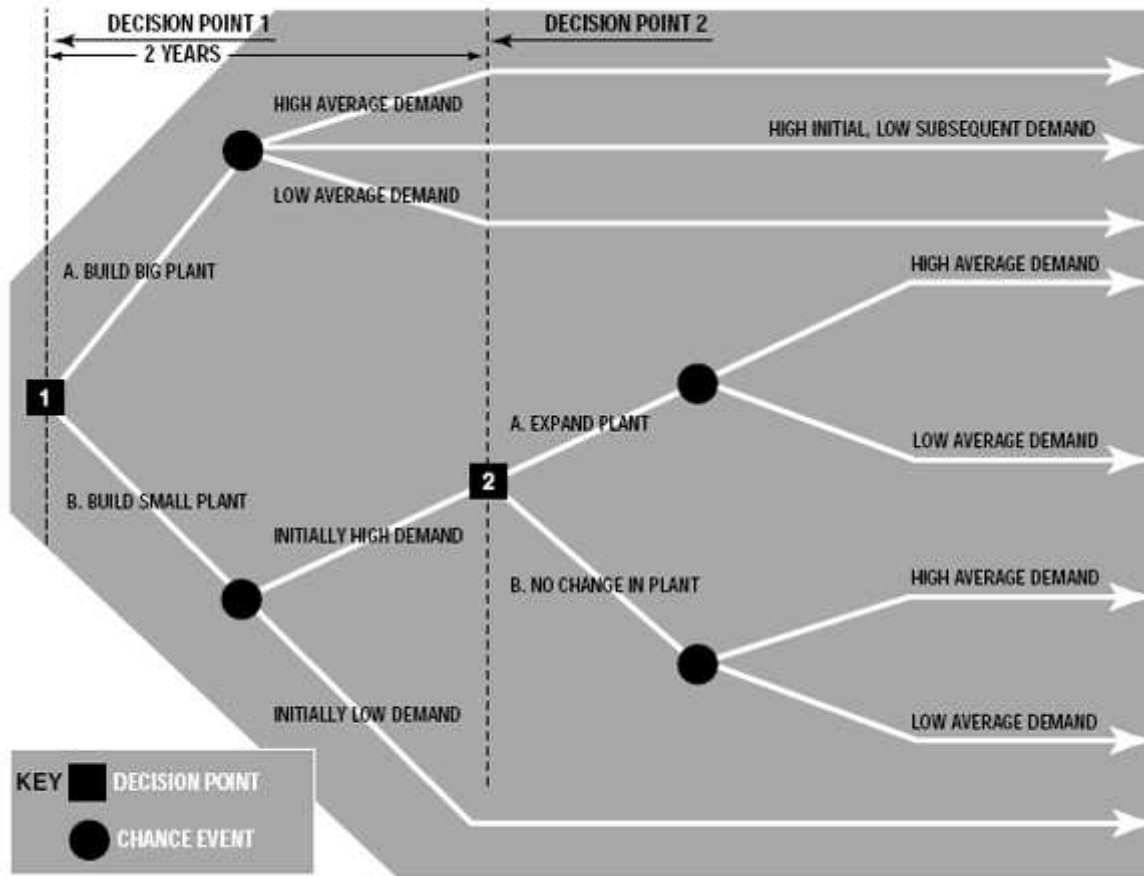 DECISION POINT 1
DECISION POINT 2
2 YEARS
HIGH AVERAGE DEMAND
HIGH INITIAL, LOW SUBSEQUENT DEMAND
LOW AVERAGE DEMAND
A. BUILD BIG PLANT
HIGH AVERAGE DEMAND
1
A. EXPAND PLANT
LOW AVERAGE DEMAND
2
B. BUILD SMALL PLANT
INITIALLY HIGH DEMAND
B. NO CHANGE IN PLANT
HIGH AVERAGE DEMAND
INITIALLY LOW DEMAND
LOW AVERAGE DEMAND
KEY
DECISION POINT
CHANCE EVENT